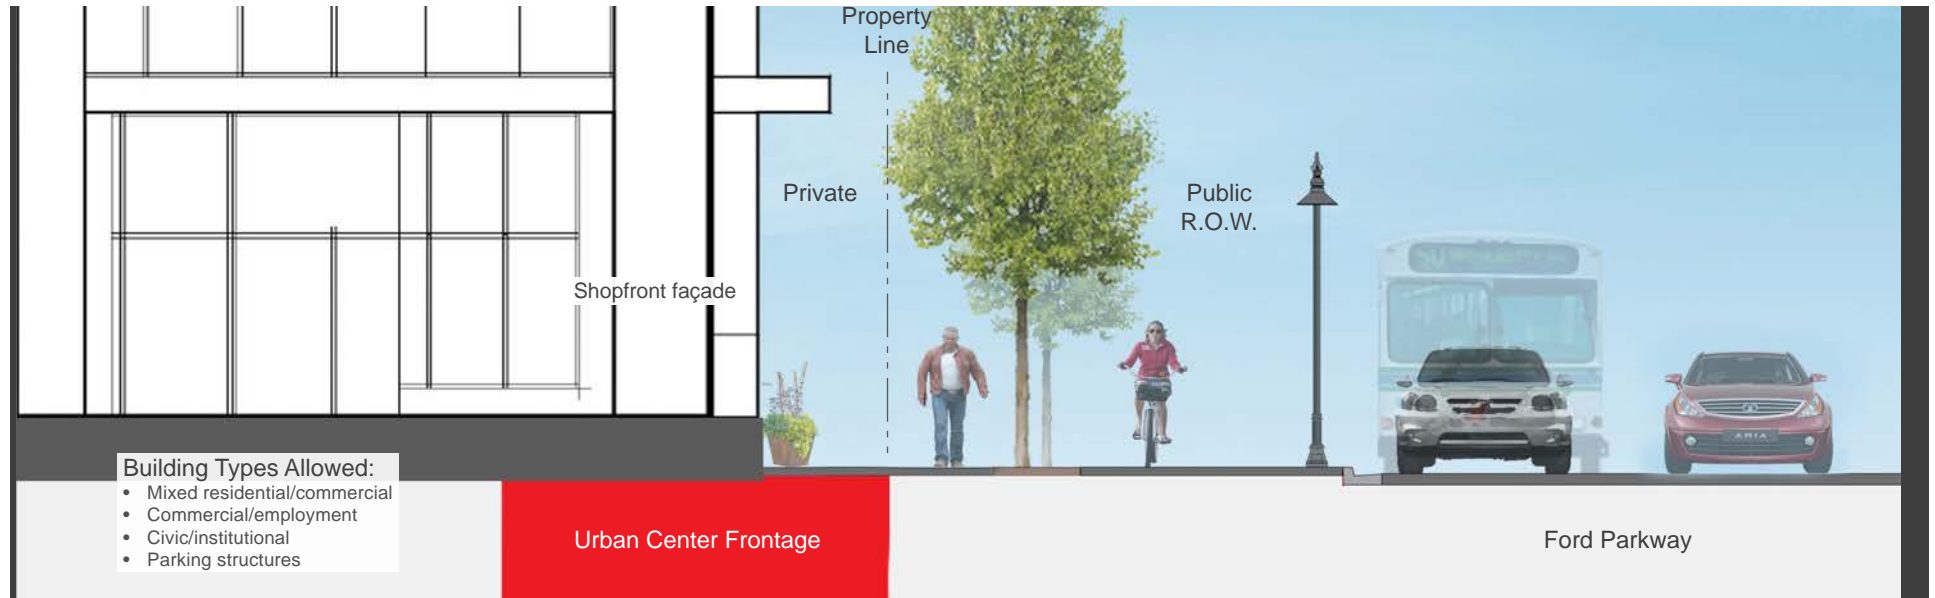 Property
Line
Private
Public
R.O.W.
Shopfront façade
ARIA
Building Types Allowed:
• Mixed residential/commercial
• Commercial/employment
• Civic/institutional
• Parking structures
Urban Center Frontage
Ford Parkway